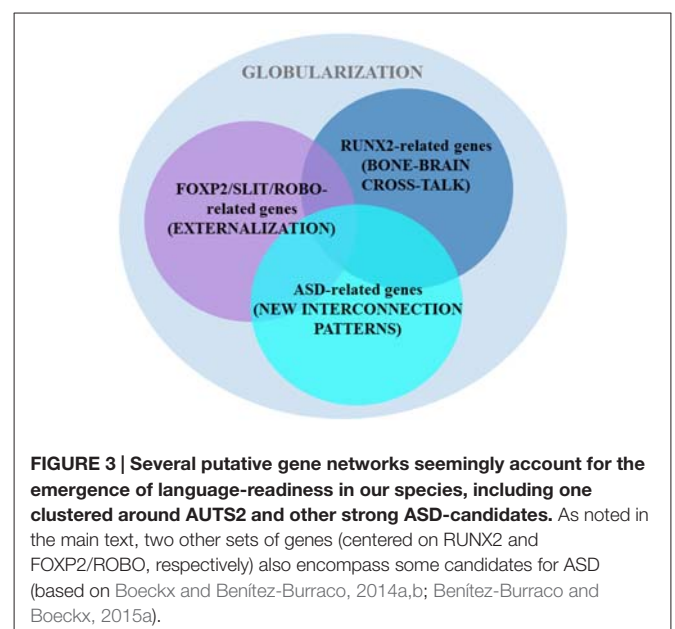 GLOBULARIZATION
RUNX2-related genes
(BONE-BRAIN
CROSS-TALK)
FOXP2/SLIT/ROBO-
related genes
(EXTERNALIZATION)
ASD-related genes
(NEW INTERCONNECTION
PATTERNS)
FIGURE 3 | Several putative gene networks seemingly account for the
emergence of language-readiness in our species, including one
clustered around AUTS2 and other strong ASD-candidates. As noted in
the main text, two other sets of genes (centered on RUNX2 and
FOXP2/ROBO, respectively) also encompass some candidates for ASD
(based on Boeckx and Benítez-Burraco, 2014a,b; Benítez-Burraco and
Boeckx, 2015a).